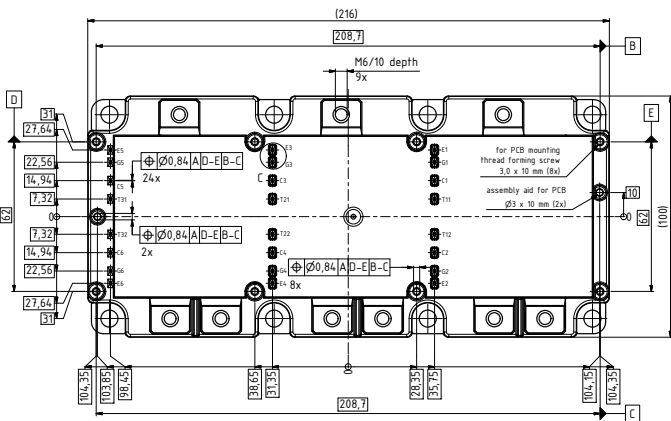 (216)
208,7
B
M6/10 depth
9x
D
E
31
27,64
22,56
14,94
7,32
0
7,32
14,94
22,56
27,64
31
62
E5
G5
C5
T31
T32
C6
G6
E6
⌖ Ø0,84 A D-E B-C
24x
⌖ Ø0,84 A D-E B-C
2x
E3
G3
C
C3
T21
T22
C4
G4
E4
⌖ Ø0,84 A D-E B-C
8x
E1
G1
C1
T11
T12
C2
G2
E2
for PCB mounting
thread forming screw
3,0 x 10 mm (8x)
assembly aid for PCB
Ø3 x 10 mm (2x)
10
0
62
(100)
104,35
103,85
98,45
38,65
31,35
0
28,35
35,75
104,15
104,35
208,7
C